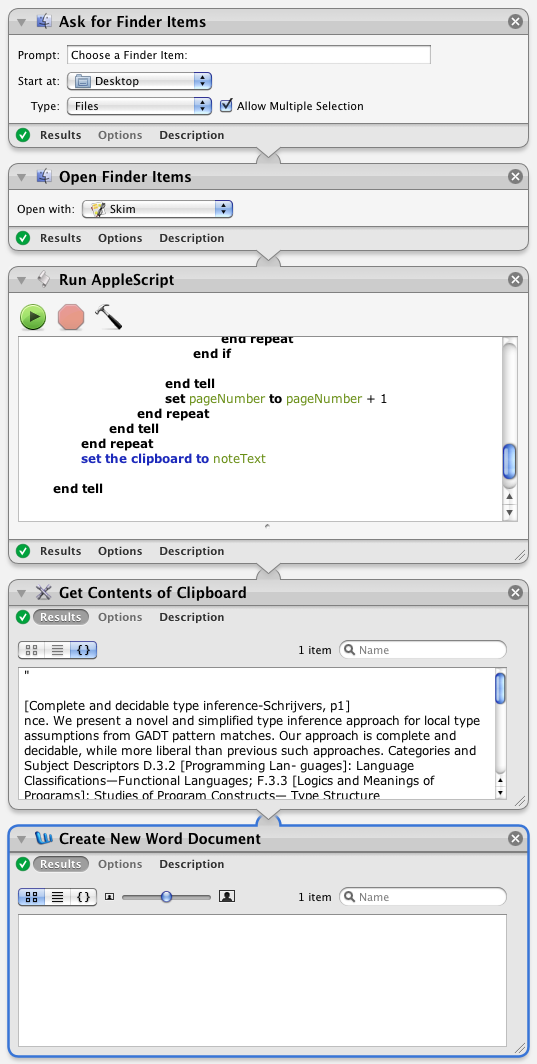 Ask for Finder Items
Prompt: Choose a Finder Item:
Start at: Desktop
Type: Files Allow Multiple Selection
Results Options Description
Open Finder Items
Open with: Skim
Results Options Description
Run AppleScript
end repeat
end if
end tell
set pageNumber to pageNumber + 1
end repeat
end tell
end repeat
set the clipboard to noteText
end tell
Results Options Description
Get Contents of Clipboard
Results Options Description
{} 1 item Name
"
[Complete and decidable type inference-Schrijvers, p1]
nce. We present a novel and simplified type inference approach for local type
assumptions from GADT pattern matches. Our approach is complete and
decidable, while more liberal than previous such approaches. Categories and
Subject Descriptors D.3.2 [Programming Lan- guages]: Language
Classifications—Functional Languages; F.3.3 [Logics and Meanings of
Programs]: Studies of Program Constructs— Type Structure
Create New Word Document
Results Options Description
{} 1 item Name